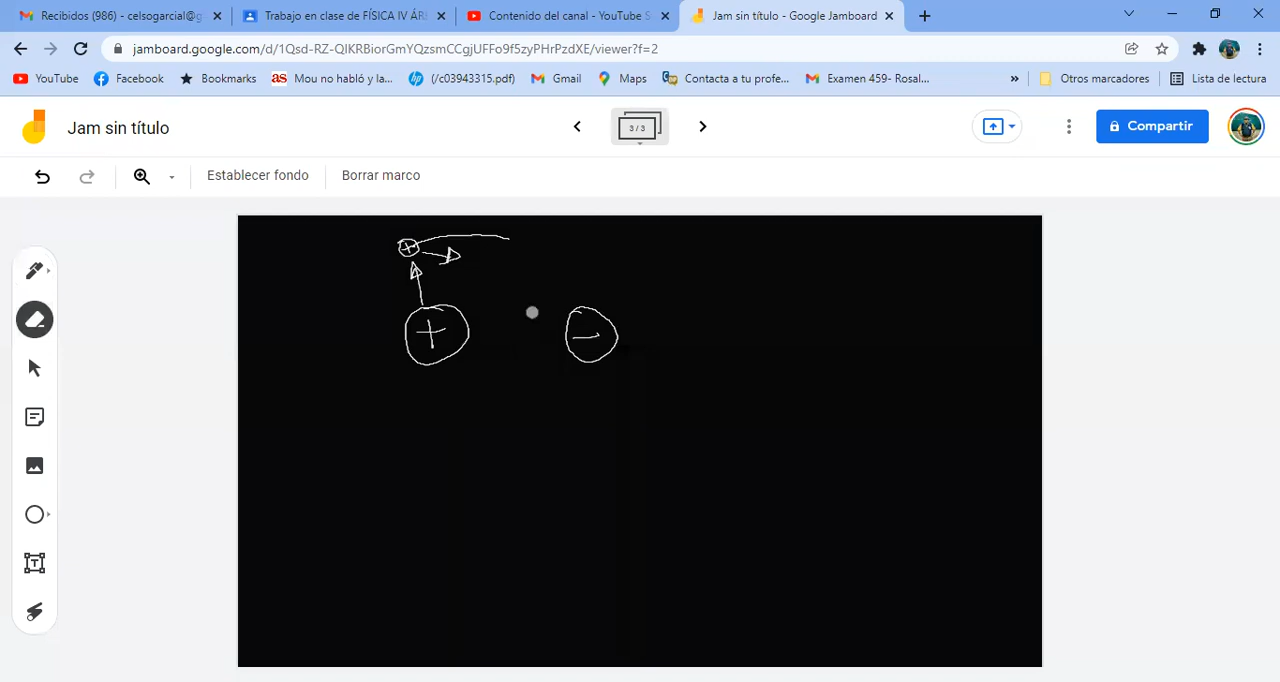 Recibidos (986) - celsogarcial@g
Trabajo en clase de FÍSICA IV ÁRE
Contenido del canal - YouTube S
Jam sin título - Google Jamboard
jamboard.google.com/d/1Qsd-RZ-QIKRBiorGmYQzsmCCgjUFFo9f5zyPHrPzdXE/viewer?f=2
YouTube
Facebook
Bookmarks
as
Mou no habló y la...
hp
(/c03943315.pdf)
Gmail
Maps
Contacta a tu profe...
Examen 459- Rosal...
»
Otros marcadores
Lista de lectura
Jam sin título
3 / 3
Compartir
Establecer fondo
Borrar marco
+
+
−
T